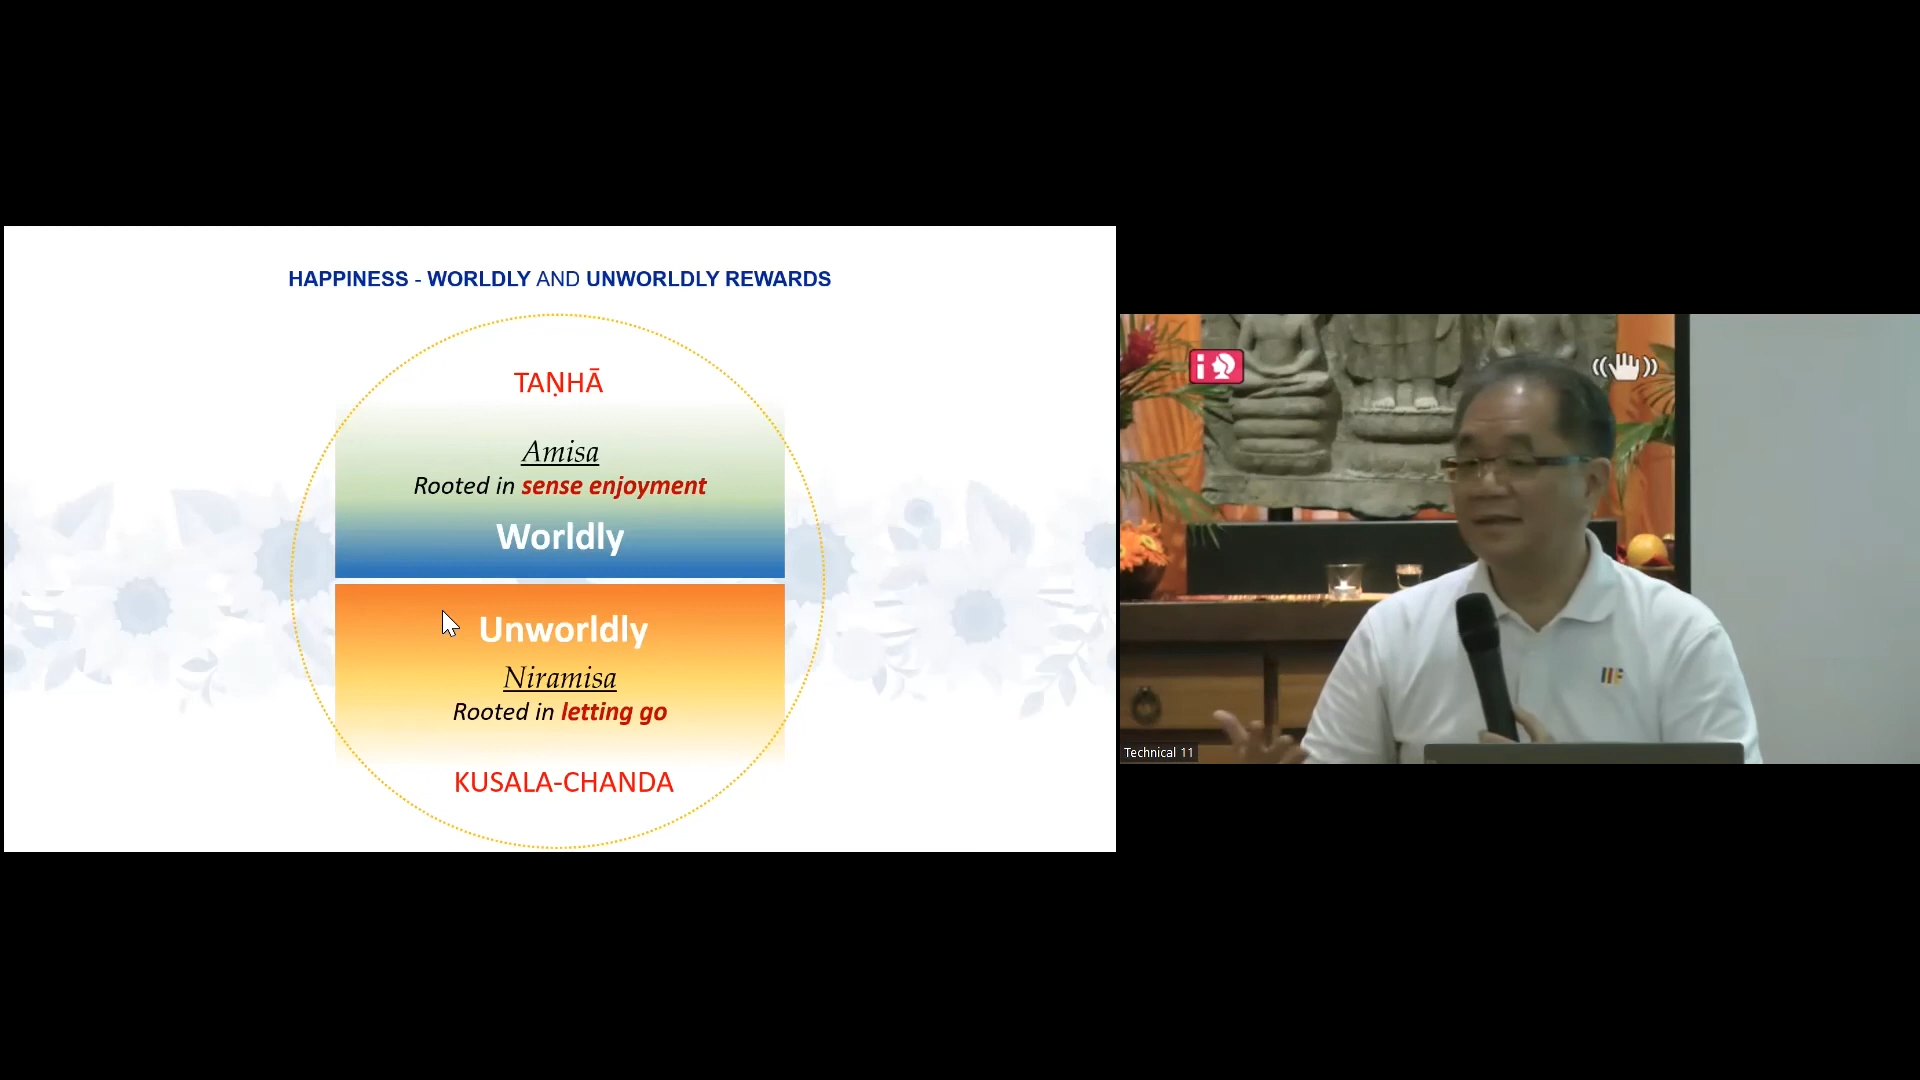 HAPPINESS - WORLDLY AND UNWORLDLY REWARDS
TAṆHĀ
Amisa
Rooted in sense enjoyment
Worldly
Unworldly
Niramisa
Rooted in letting go
KUSALA-CHANDA
Technical 11